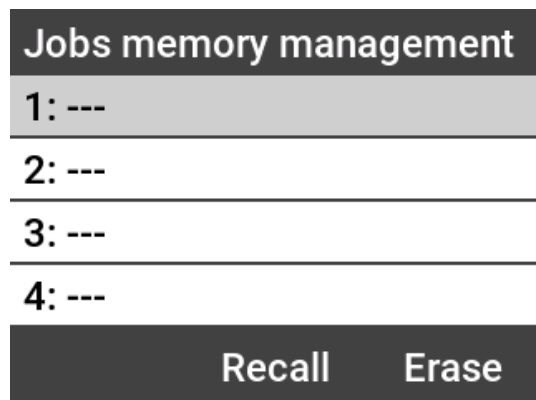 Jobs memory management
1: ---
2: ---
3: ---
4: ---
Recall Erase